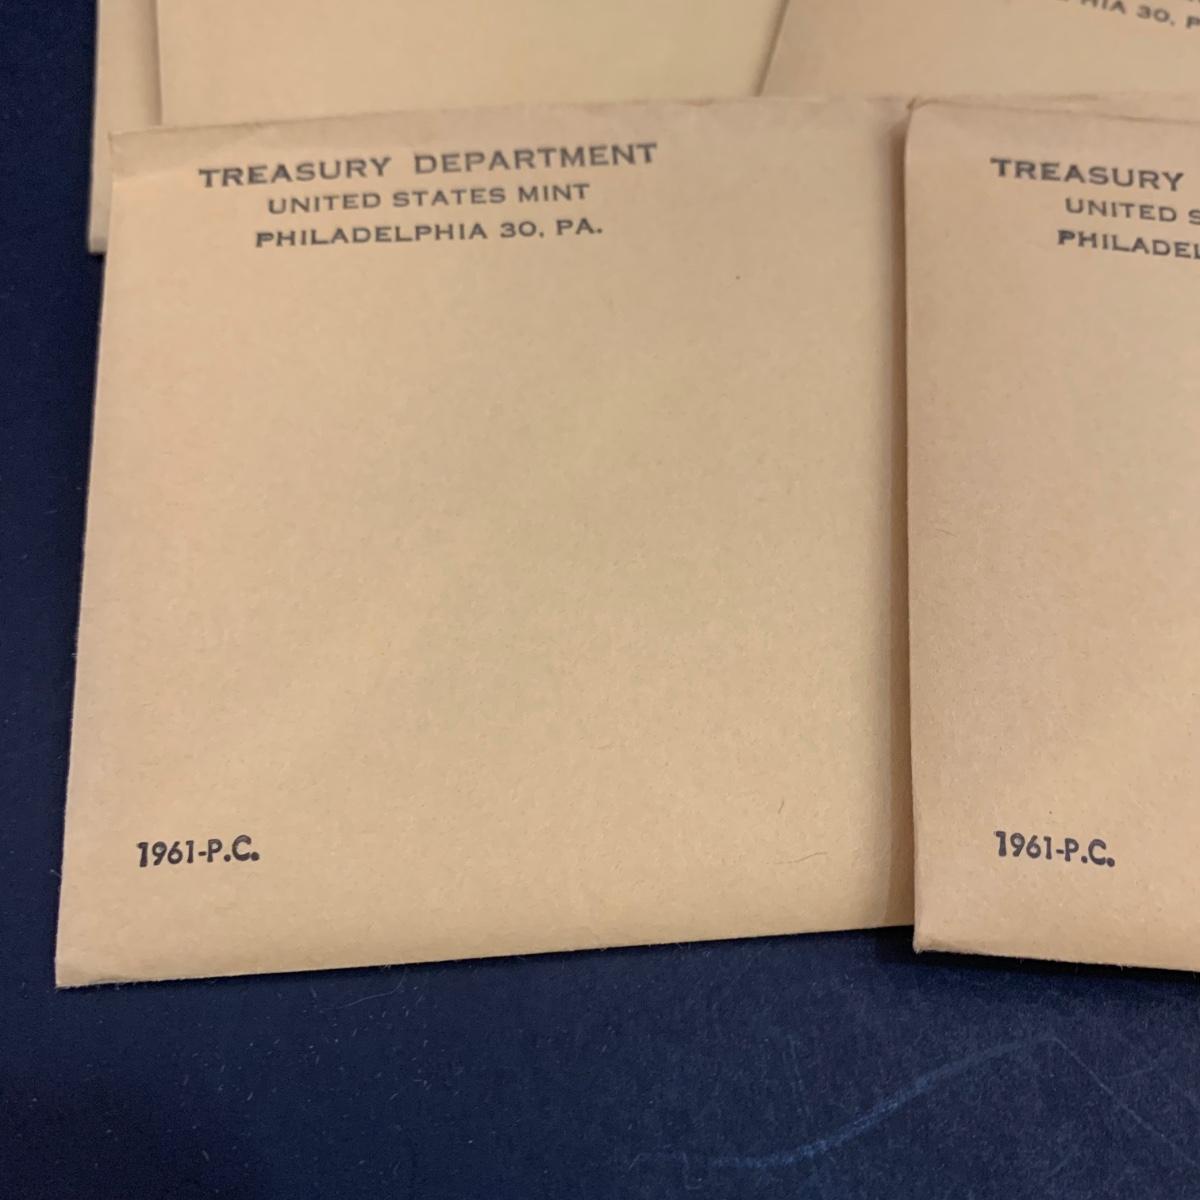 HIA 30, P
TREASURY DEPARTMENT
UNITED STATES MINT
PHILADELPHIA 30, PA.
1961-P.C.
TREASURY
UNITED S
PHILADEL
1961-P.C.